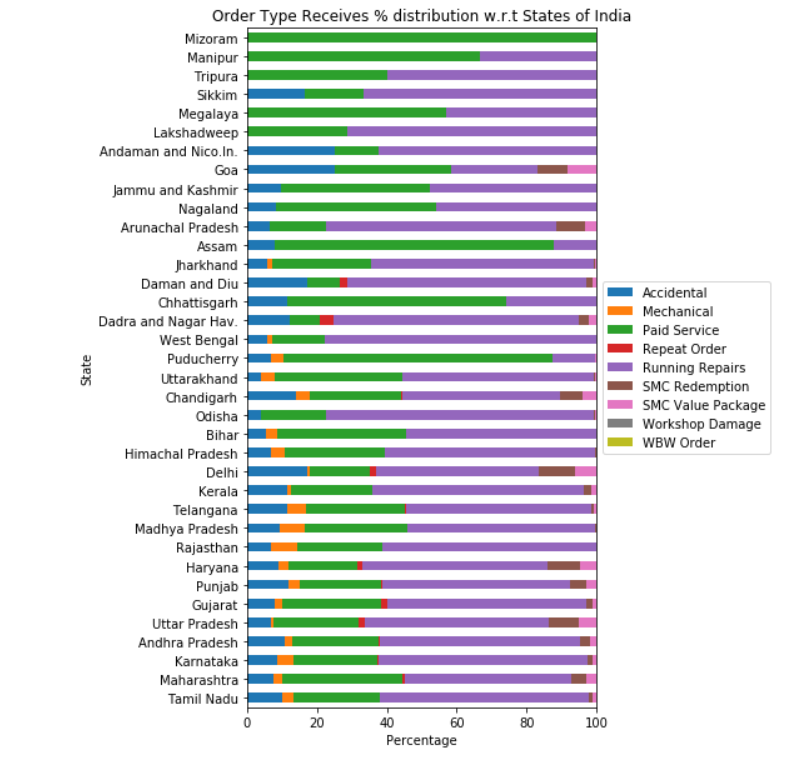 Order Type Receives % distribution w.r.t States of India
Mizoram
Manipur
Tripura
Sikkim
Megalaya
Lakshadweep
Andaman and Nico.In.
Goa
Jammu and Kashmir
Nagaland
Arunachal Pradesh
Assam
Jharkhand
Daman and Diu
Chhattisgarh
Dadra and Nagar Hav.
West Bengal
Puducherry
Uttarakhand
Chandigarh
Odisha
Bihar
Himachal Pradesh
Delhi
Kerala
Telangana
Madhya Pradesh
Rajasthan
Haryana
Punjab
Gujarat
Uttar Pradesh
Andhra Pradesh
Karnataka
Maharashtra
Tamil Nadu
State
0 20 40 60 80 100
Percentage
Accidental
Mechanical
Paid Service
Repeat Order
Running Repairs
SMC Redemption
SMC Value Package
Workshop Damage
WBW Order